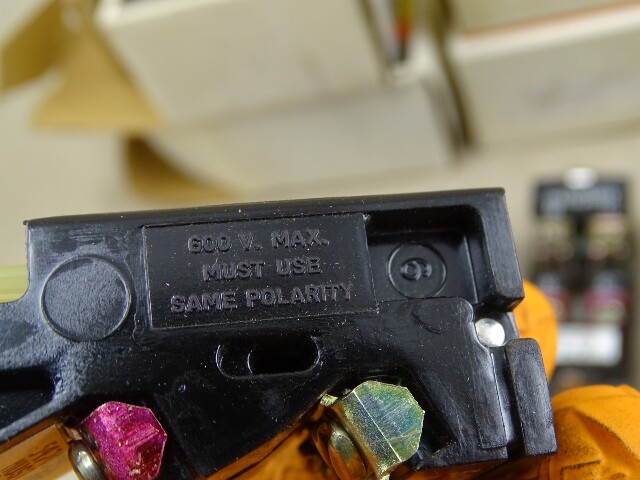 600 V. MAX.
MUST USE
SAME POLARITY